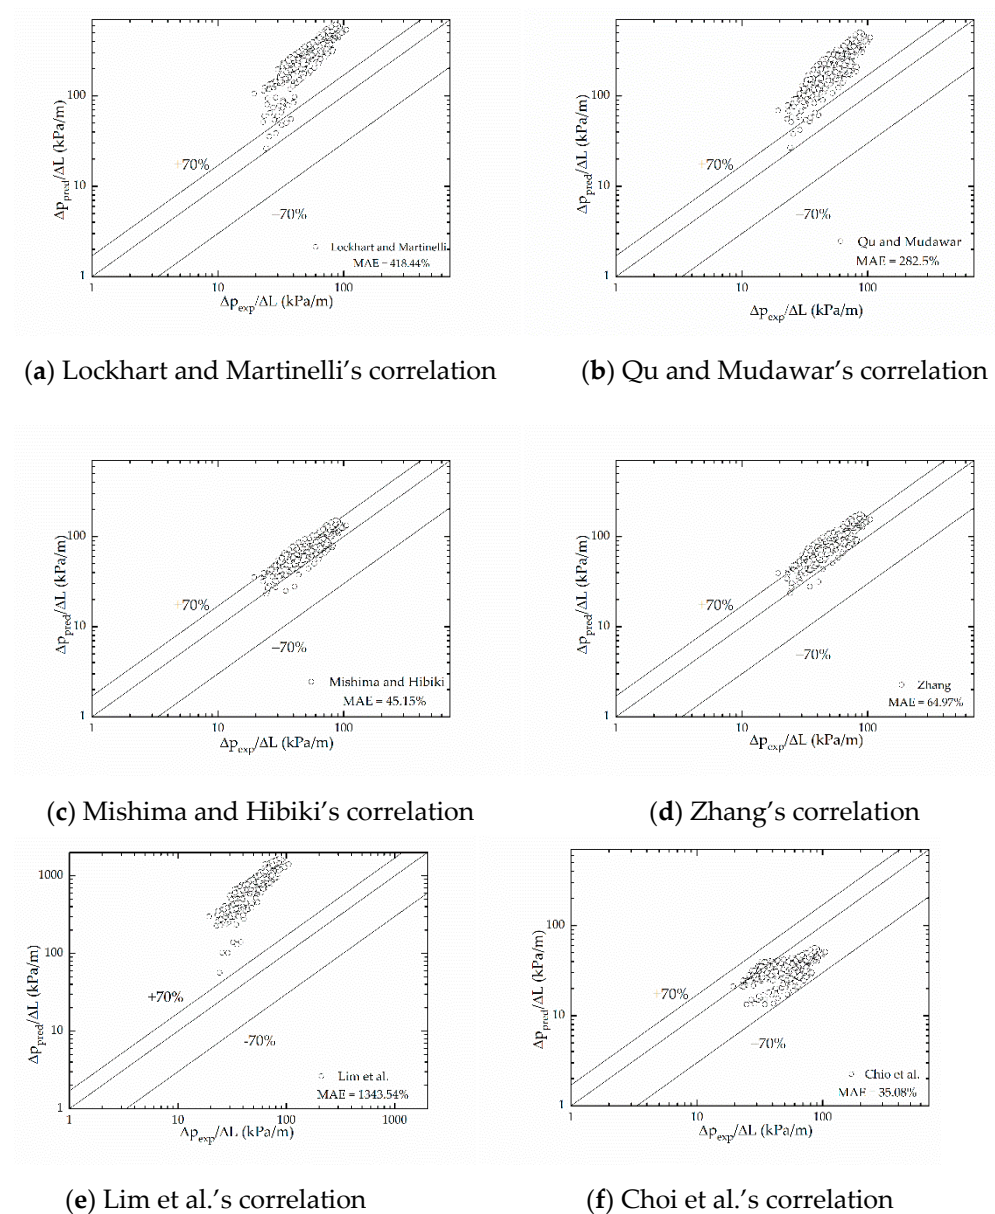 100
10
1
1 10 100
Δp_pred/ΔL (kPa/m)
+70%
−70%
Lockhart and Martinelli
MAE = 418.44%
Δp_exp/ΔL (kPa/m)
(a) Lockhart and Martinelli’s correlation
100
10
1
1 10 100
Δp_pred/ΔL (kPa/m)
+70%
−70%
Qu and Mudawar
MAE = 282.5%
Δp_exp/ΔL (kPa/m)
(b) Qu and Mudawar’s correlation
100
10
1
1 10 100
Δp_pred/ΔL (kPa/m)
+70%
−70%
Mishima and Hibiki
MAE = 45.15%
Δp_exp/ΔL (kPa/m)
(c) Mishima and Hibiki’s correlation
100
10
1
1 10 100
Δp_pred/ΔL (kPa/m)
+70%
−70%
Zhang
MAE = 64.97%
Δp_exp/ΔL (kPa/m)
(d) Zhang’s correlation
1000
100
10
1
1 10 100 1000
Δp_pred/ΔL (kPa/m)
+70%
-70%
Lim et al.
MAE = 1343.54%
Δp_exp/ΔL (kPa/m)
(e) Lim et al.’s correlation
100
10
1
1 10 100
Δp_pred/ΔL (kPa/m)
+70%
−70%
Chio et al.
MAE = 35.08%
Δp_exp/ΔL (kPa/m)
(f) Choi et al.’s correlation